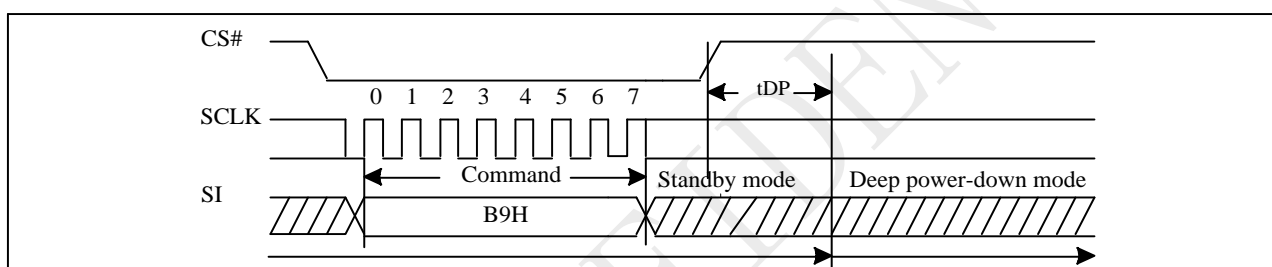 CS#
tDP
0 1 2 3 4 5 6 7
SCLK
Command
Standby mode
Deep power-down mode
SI
B9H